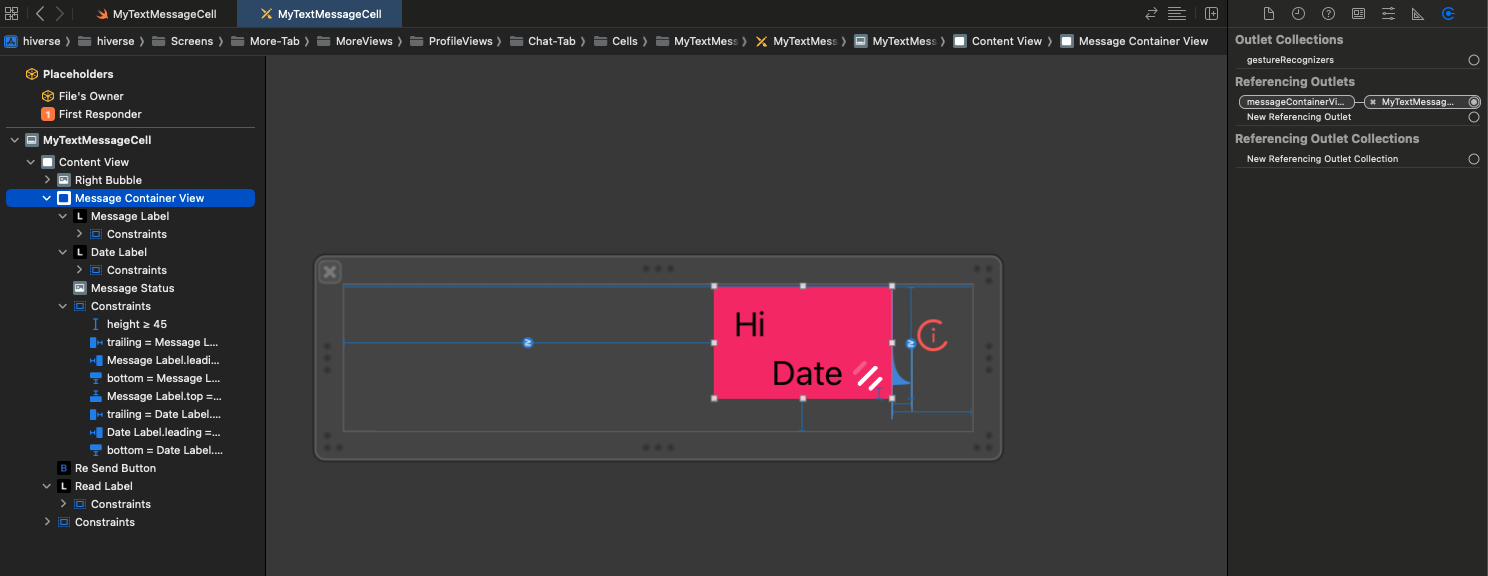 MyTextMessageCell
MyTextMessageCell
hiverse
hiverse
Screens
More-Tab
MoreViews
ProfileViews
Chat-Tab
Cells
MyTextMess
MyTextMess
MyTextMess
Content View
Message Container View
Placeholders
File's Owner
1 First Responder
MyTextMessageCell
Content View
Right Bubble
Message Container View
L Message Label
Constraints
L Date Label
Constraints
Message Status
Constraints
height ≥ 45
trailing = Message L...
Message Label.leadi...
bottom = Message L...
Message Label.top =...
trailing = Date Label....
Date Label.leading =...
bottom = Date Label....
B Re Send Button
L Read Label
Constraints
Constraints
Hi
Date
Outlet Collections
gestureRecognizers
Referencing Outlets
messageContainerVi...
MyTextMessag...
New Referencing Outlet
Referencing Outlet Collections
New Referencing Outlet Collection